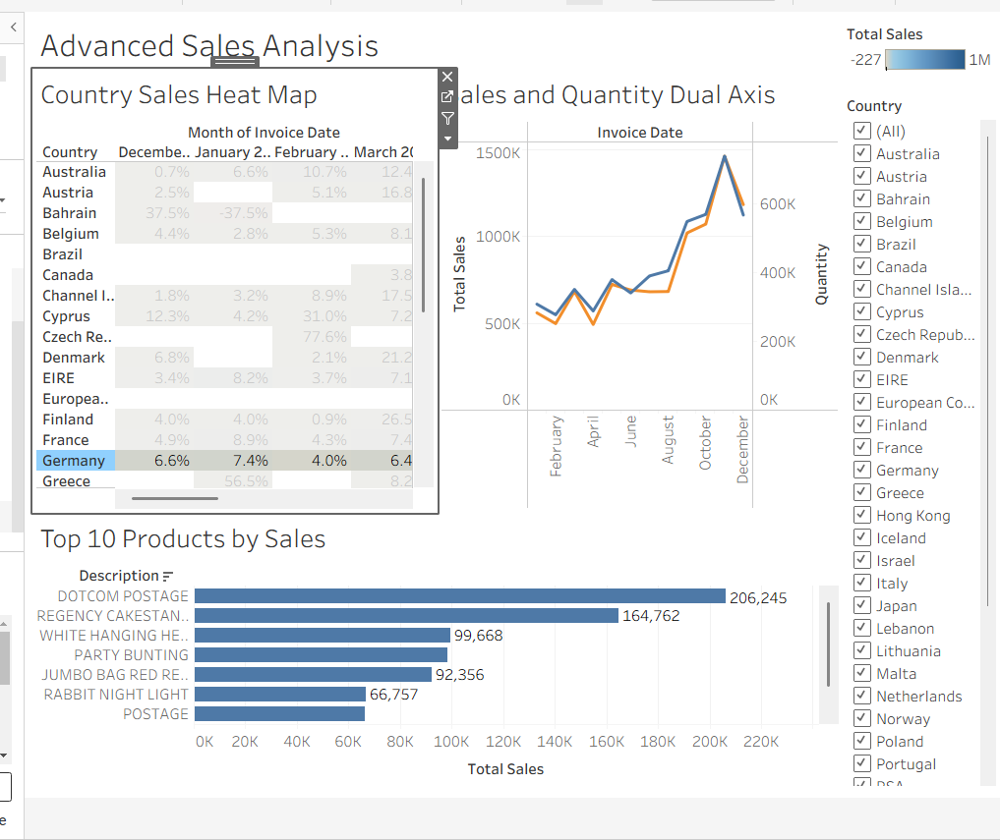 Advanced Sales Analysis
Country Sales Heat Map
Month of Invoice Date
Country Decembe.. January 2.. February .. March 20
Australia 0.7% 6.6% 10.7% 12.4
Austria 2.5% 5.1% 16.8
Bahrain 37.5% -37.5%
Belgium 4.4% 2.8% 5.3% 8.1
Brazil
Canada 3.8
Channel I.. 1.8% 3.2% 8.9% 17.5
Cyprus 12.3% 4.2% 31.0% 7.2
Czech Re.. 77.6%
Denmark 6.8% 2.1% 21.2
EIRE 3.4% 8.2% 3.7% 7.1
Europea..
Finland 4.0% 4.0% 0.9% 26.5
France 4.9% 8.9% 4.3% 7.4
Germany 6.6% 7.4% 4.0% 6.4
Greece 56.5% 8.2
ales and Quantity Dual Axis
Invoice Date
1500K
1000K
500K
0K
Total Sales
600K
400K
200K
0K
Quantity
February
April
June
August
October
December
Top 10 Products by Sales
Description
DOTCOM POSTAGE 206,245
REGENCY CAKESTAN.. 164,762
WHITE HANGING HE.. 99,668
PARTY BUNTING
JUMBO BAG RED RE.. 92,356
RABBIT NIGHT LIGHT 66,757
POSTAGE
0K 20K 40K 60K 80K 100K 120K 140K 160K 180K 200K 220K
Total Sales
Total Sales
-227 1M
Country
(All)
Australia
Austria
Bahrain
Belgium
Brazil
Canada
Channel Isla...
Cyprus
Czech Repub...
Denmark
EIRE
European Co...
Finland
France
Germany
Greece
Hong Kong
Iceland
Israel
Italy
Japan
Lebanon
Lithuania
Malta
Netherlands
Norway
Poland
Portugal
RSA
e